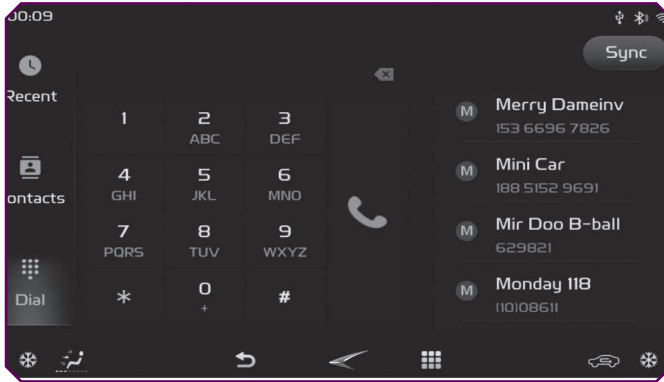 00:09
Sync
Recent
ontacts
Dial
1
2
ABC
3
DEF
4
GHI
5
JKL
6
MNO
7
PQRS
8
TUV
9
WXYZ
*
0
+
#
M
Merry Dameinv
153 6696 7826
M
Mini Car
188 5152 9691
M
Mir Doo B-ball
629821
M
Monday 118
(10)08611